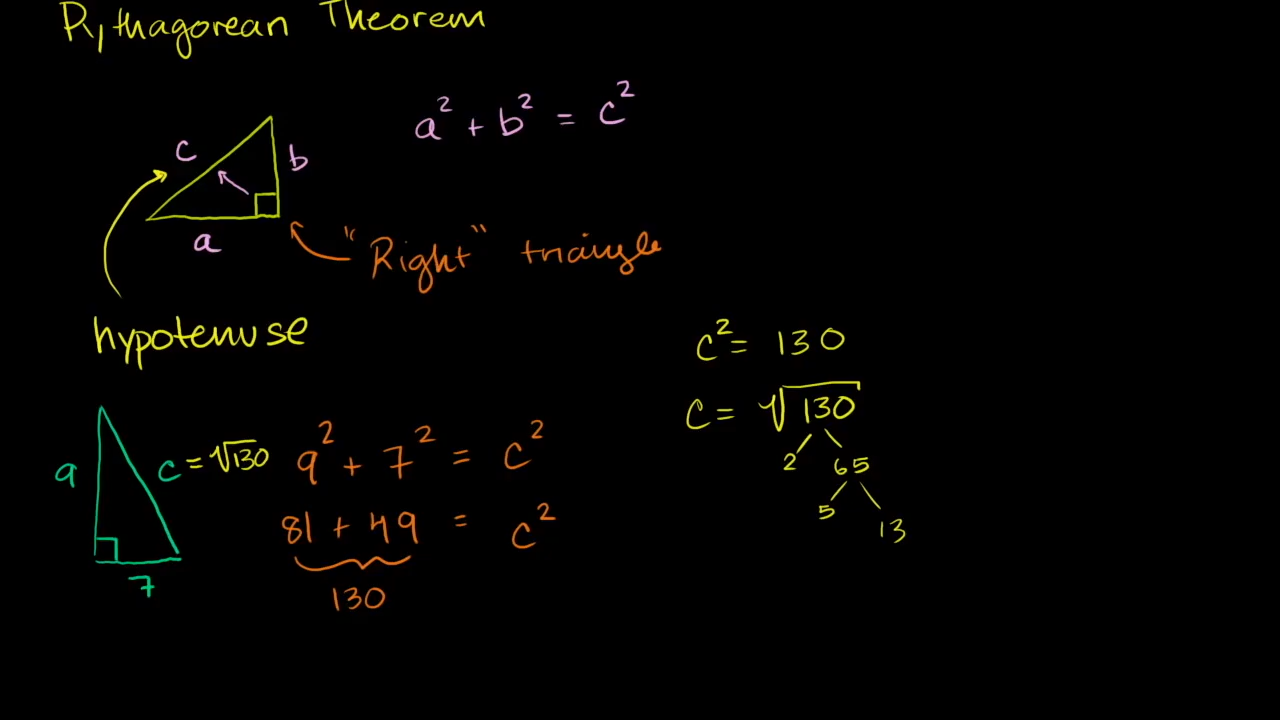 Pythagorean Theorem
a² + b² = c²
c
b
a
"Right" triangle
hypotenuse
c² = 130
c = √130
2 65
5 13
9
c = √130
7
9² + 7² = c²
81 + 49 = c²
130